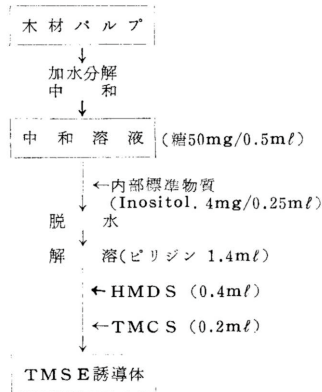 木材パルプ
加水分解
中和
中和溶液 (糖50mg/0.5mℓ)
←内部標準物質
(Inositol. 4mg/0.25mℓ)
脱水
解溶(ピリジン 1.4mℓ)
←HMDS (0.4mℓ)
←TMCS (0.2mℓ)
TMSE誘導体